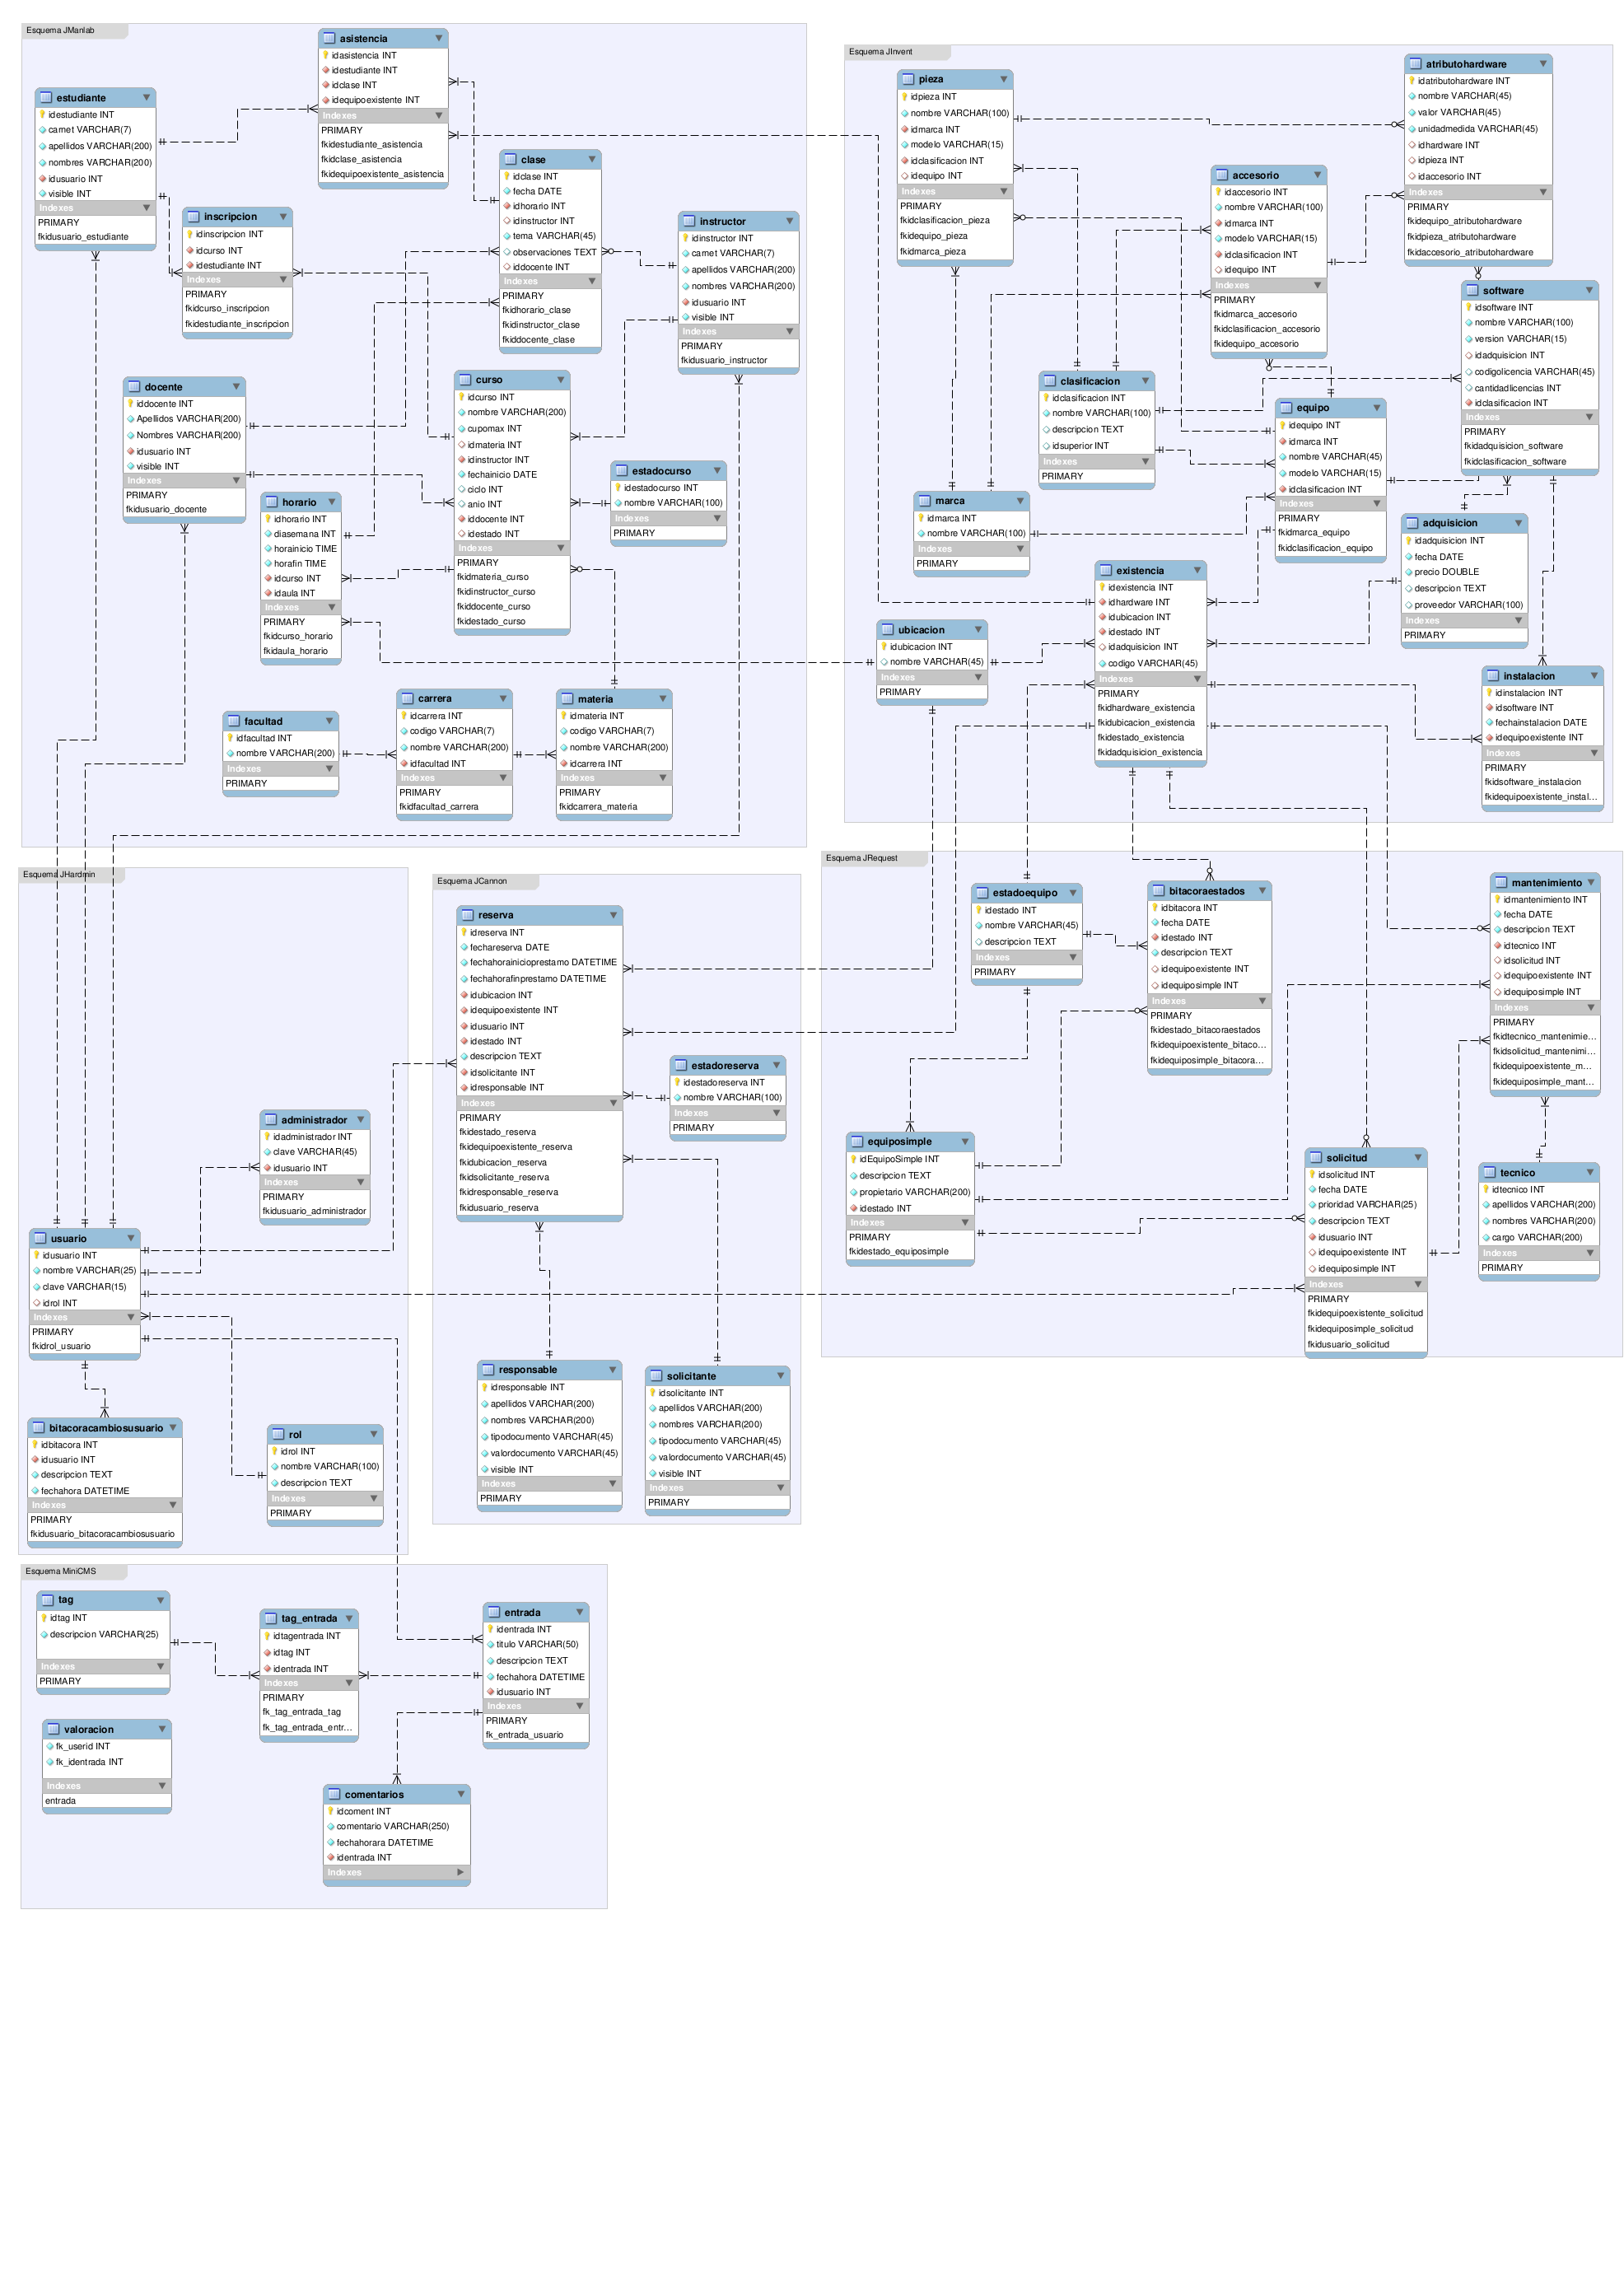 Esquema JManlab
asistencia
idasistencia INT
idestudiante INT
idclase INT
idequipoexistente INT
Indexes
PRIMARY
fkidestudiante_asistencia
fkidclase_asistencia
fkidequipoexistente_asistencia
estudiante
idestudiante INT
carnet VARCHAR(7)
apellidos VARCHAR(200)
nombres VARCHAR(200)
idusuario INT
visible INT
Indexes
PRIMARY
fkidusuario_estudiante
clase
idclase INT
fecha DATE
idhorario INT
idinstructor INT
tema VARCHAR(45)
observaciones TEXT
iddocente INT
Indexes
PRIMARY
fkidhorario_clase
fkidinstructor_clase
fkiddocente_clase
inscripcion
idinscripcion INT
idcurso INT
idestudiante INT
Indexes
PRIMARY
fkidcurso_inscripcion
fkidestudiante_inscripcion
instructor
idinstructor INT
carnet VARCHAR(7)
apellidos VARCHAR(200)
nombres VARCHAR(200)
idusuario INT
visible INT
Indexes
PRIMARY
fkidusuario_instructor
docente
iddocente INT
Apellidos VARCHAR(200)
Nombres VARCHAR(200)
idusuario INT
visible INT
Indexes
PRIMARY
fkidusuario_docente
curso
idcurso INT
nombre VARCHAR(200)
cupomax INT
idmateria INT
idinstructor INT
fechainicio DATE
ciclo INT
anio INT
iddocente INT
idestado INT
Indexes
PRIMARY
fkidmateria_curso
fkidinstructor_curso
fkiddocente_curso
fkidestado_curso
estadocurso
idestadocurso INT
nombre VARCHAR(100)
Indexes
PRIMARY
horario
idhorario INT
diasemana INT
horainicio TIME
horafin TIME
idcurso INT
idaula INT
Indexes
PRIMARY
fkidcurso_horario
fkidaula_horario
facultad
idfacultad INT
nombre VARCHAR(200)
Indexes
PRIMARY
carrera
idcarrera INT
codigo VARCHAR(7)
nombre VARCHAR(200)
idfacultad INT
Indexes
PRIMARY
fkidfacultad_carrera
materia
idmateria INT
codigo VARCHAR(7)
nombre VARCHAR(200)
idcarrera INT
Indexes
PRIMARY
fkidcarrera_materia
Esquema JInvent
pieza
idpieza INT
nombre VARCHAR(100)
idmarca INT
modelo VARCHAR(15)
idclasificacion INT
idequipo INT
Indexes
PRIMARY
fkidclasificacion_pieza
fkidequipo_pieza
fkidmarca_pieza
atributohardware
idatributohardware INT
nombre VARCHAR(45)
valor VARCHAR(45)
unidadmedida VARCHAR(45)
idhardware INT
idpieza INT
idaccesorio INT
Indexes
PRIMARY
fkidequipo_atributohardware
fkidpieza_atributohardware
fkidaccesorio_atributohardware
accesorio
idaccesorio INT
nombre VARCHAR(100)
idmarca INT
modelo VARCHAR(15)
idclasificacion INT
idequipo INT
Indexes
PRIMARY
fkidmarca_accesorio
fkidclasificacion_accesorio
fkidequipo_accesorio
software
idsoftware INT
nombre VARCHAR(100)
version VARCHAR(15)
idadquisicion INT
codigolicencia VARCHAR(45)
cantidadlicencias INT
idclasificacion INT
Indexes
PRIMARY
fkidadquisicion_software
fkidclasificacion_software
clasificacion
idclasificacion INT
nombre VARCHAR(100)
descripcion TEXT
idsuperior INT
Indexes
PRIMARY
equipo
idequipo INT
idmarca INT
nombre VARCHAR(45)
modelo VARCHAR(15)
idclasificacion INT
Indexes
PRIMARY
fkidmarca_equipo
fkidclasificacion_equipo
marca
idmarca INT
nombre VARCHAR(100)
Indexes
PRIMARY
adquisicion
idadquisicion INT
fecha DATE
precio DOUBLE
descripcion TEXT
proveedor VARCHAR(100)
Indexes
PRIMARY
existencia
idexistencia INT
idhardware INT
idubicacion INT
idestado INT
idadquisicion INT
codigo VARCHAR(45)
Indexes
PRIMARY
fkidhardware_existencia
fkidubicacion_existencia
fkidestado_existencia
fkidadquisicion_existencia
ubicacion
idubicacion INT
nombre VARCHAR(45)
Indexes
PRIMARY
instalacion
idinstalacion INT
idsoftware INT
fechainstalacion DATE
idequipoexistente INT
Indexes
PRIMARY
fkidsoftware_instalacion
fkidequipoexistente_instal...
Esquema JHardmin
administrador
idadministrador INT
clave VARCHAR(45)
idusuario INT
Indexes
PRIMARY
fkidusuario_administrador
usuario
idusuario INT
nombre VARCHAR(25)
clave VARCHAR(15)
idrol INT
Indexes
PRIMARY
fkidrol_usuario
bitacoracambiosusuario
idbitacora INT
idusuario INT
descripcion TEXT
fechahora DATETIME
Indexes
PRIMARY
fkidusuario_bitacoracambiosusuario
rol
idrol INT
nombre VARCHAR(100)
descripcion TEXT
Indexes
PRIMARY
Esquema JCannon
reserva
idreserva INT
fechareserva DATE
fechahorainicioprestamo DATETIME
fechahorafinprestamo DATETIME
idubicacion INT
idequipoexistente INT
idusuario INT
idestado INT
descripcion TEXT
idsolicitante INT
idresponsable INT
Indexes
PRIMARY
fkidestado_reserva
fkidequipoexistente_reserva
fkidubicacion_reserva
fkidsolicitante_reserva
fkidresponsable_reserva
fkidusuario_reserva
estadoreserva
idestadoreserva INT
nombre VARCHAR(100)
Indexes
PRIMARY
responsable
idresponsable INT
apellidos VARCHAR(200)
nombres VARCHAR(200)
tipodocumento VARCHAR(45)
valordocumento VARCHAR(45)
visible INT
Indexes
PRIMARY
solicitante
idsolicitante INT
apellidos VARCHAR(200)
nombres VARCHAR(200)
tipodocumento VARCHAR(45)
valordocumento VARCHAR(45)
visible INT
Indexes
PRIMARY
Esquema JRequest
estadoequipo
idestado INT
nombre VARCHAR(45)
descripcion TEXT
Indexes
PRIMARY
bitacoraestados
idbitacora INT
fecha DATE
idestado INT
descripcion TEXT
idequipoexistente INT
idequiposimple INT
Indexes
PRIMARY
fkidestado_bitacoraestados
fkidequipoexistente_bitaco...
fkidequiposimple_bitacora...
mantenimiento
idmantenimiento INT
fecha DATE
descripcion TEXT
idtecnico INT
idsolicitud INT
idequipoexistente INT
idequiposimple INT
Indexes
PRIMARY
fkidtecnico_mantenimie...
fkidsolicitud_mantenimi...
fkidequipoexistente_m...
fkidequiposimple_mant...
equiposimple
idEquipoSimple INT
descripcion TEXT
propietario VARCHAR(200)
idestado INT
Indexes
PRIMARY
fkidestado_equiposimple
solicitud
idsolicitud INT
fecha DATE
prioridad VARCHAR(25)
descripcion TEXT
idusuario INT
idequipoexistente INT
idequiposimple INT
Indexes
PRIMARY
fkidequipoexistente_solicitud
fkidequiposimple_solicitud
fkidusuario_solicitud
tecnico
idtecnico INT
apellidos VARCHAR(200)
nombres VARCHAR(200)
cargo VARCHAR(200)
Indexes
PRIMARY
Esquema MiniCMS
tag
idtag INT
descripcion VARCHAR(25)
Indexes
PRIMARY
tag_entrada
idtagentrada INT
idtag INT
identrada INT
Indexes
PRIMARY
fk_tag_entrada_tag
fk_tag_entrada_entr...
entrada
identrada INT
titulo VARCHAR(50)
descripcion TEXT
fechahora DATETIME
idusuario INT
Indexes
PRIMARY
fk_entrada_usuario
valoracion
fk_userid INT
fk_identrada INT
Indexes
entrada
comentarios
idcoment INT
comentario VARCHAR(250)
fechahorara DATETIME
identrada INT
Indexes